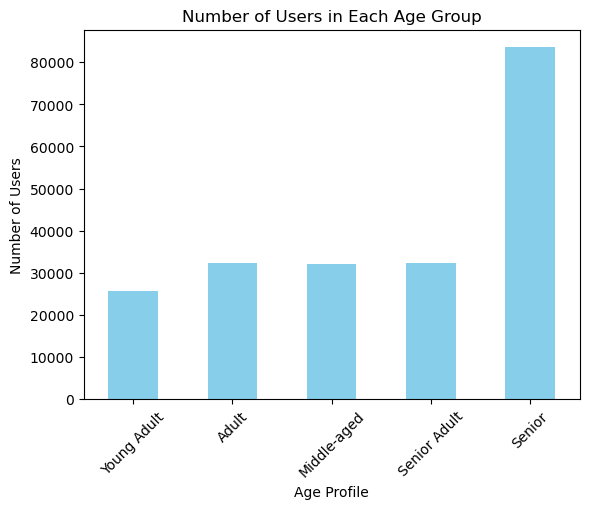 Number of Users in Each Age Group
Number of Users
80000
70000
60000
50000
40000
30000
20000
10000
0
Young Adult
Adult
Middle-aged
Senior Adult
Senior
Age Profile